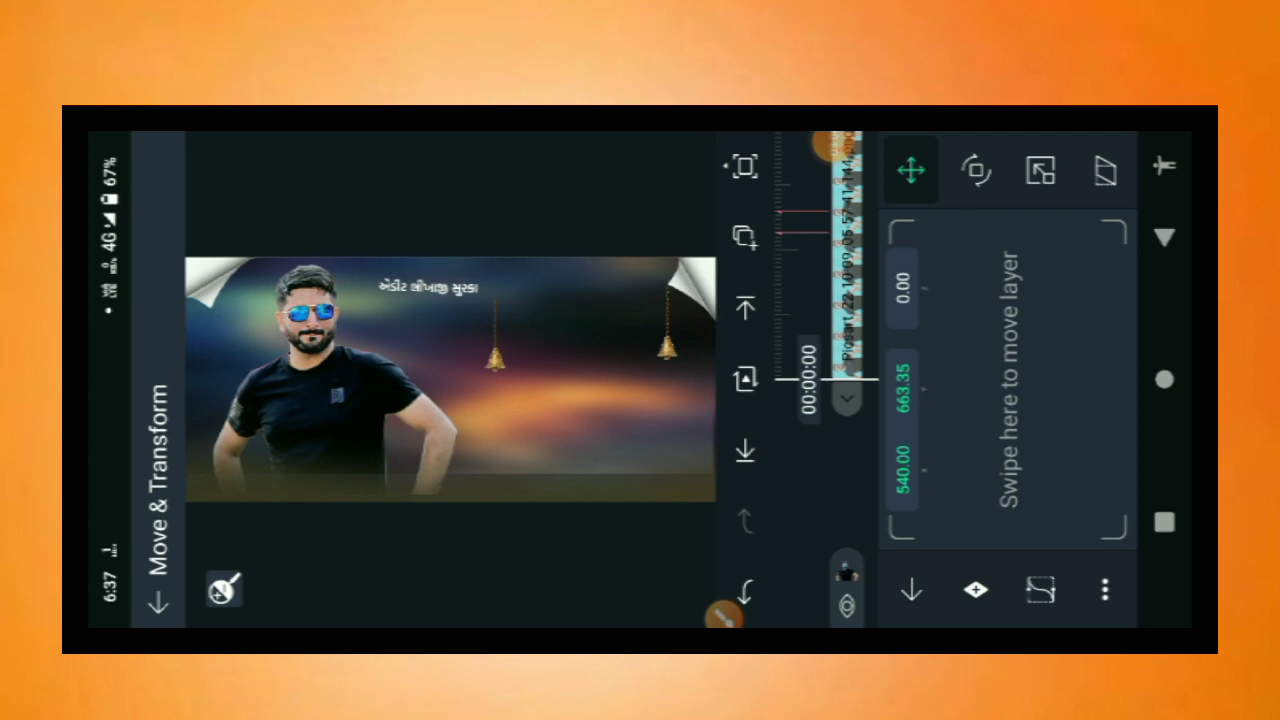 6:37
4G 67%
Move & Transform
એડીટ લીખાજી સુરકા
00:00:00
540.00 663.35 0.00
X Y Z
Swipe here to move layer